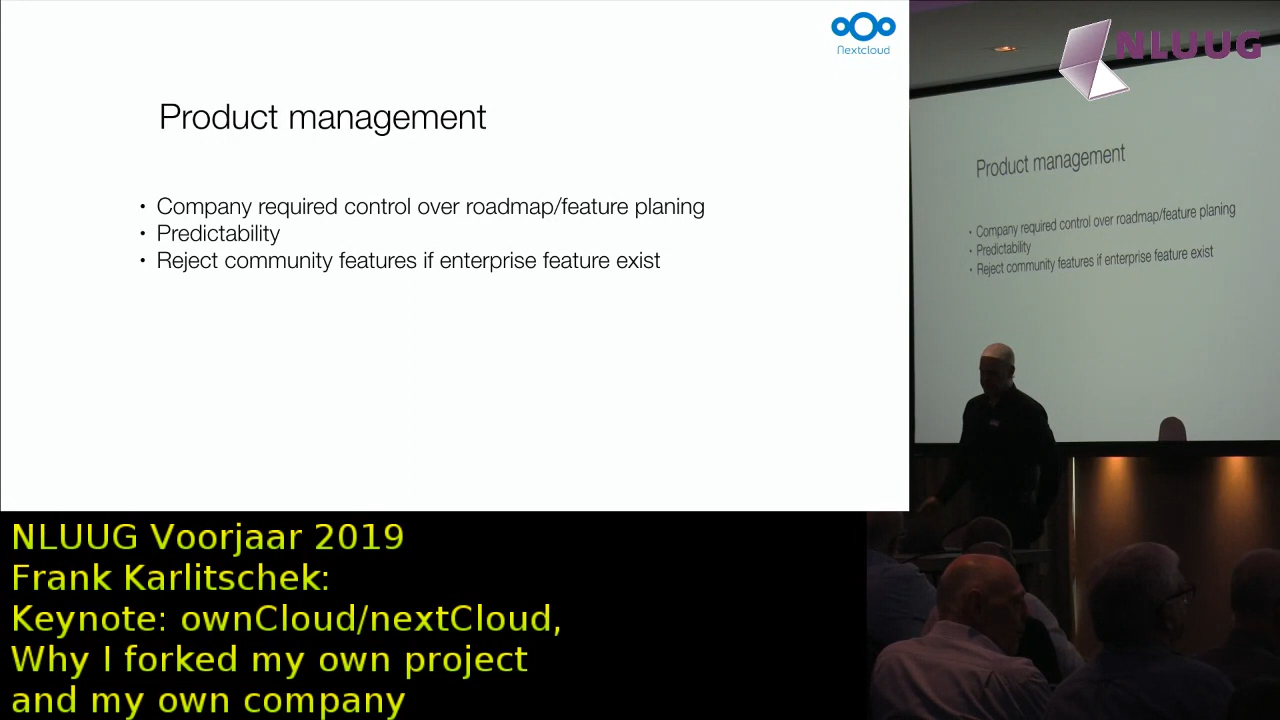 Nextcloud
Product management
• Company required control over roadmap/feature planing
• Predictability
• Reject community features if enterprise feature exist
NLUUG
Product management
• Company required control over roadmap/feature planing
• Predictability
• Reject community features if enterprise feature exist
NLUUG Voorjaar 2019
Frank Karlitschek:
Keynote: ownCloud/nextCloud,
Why I forked my own project
and my own company